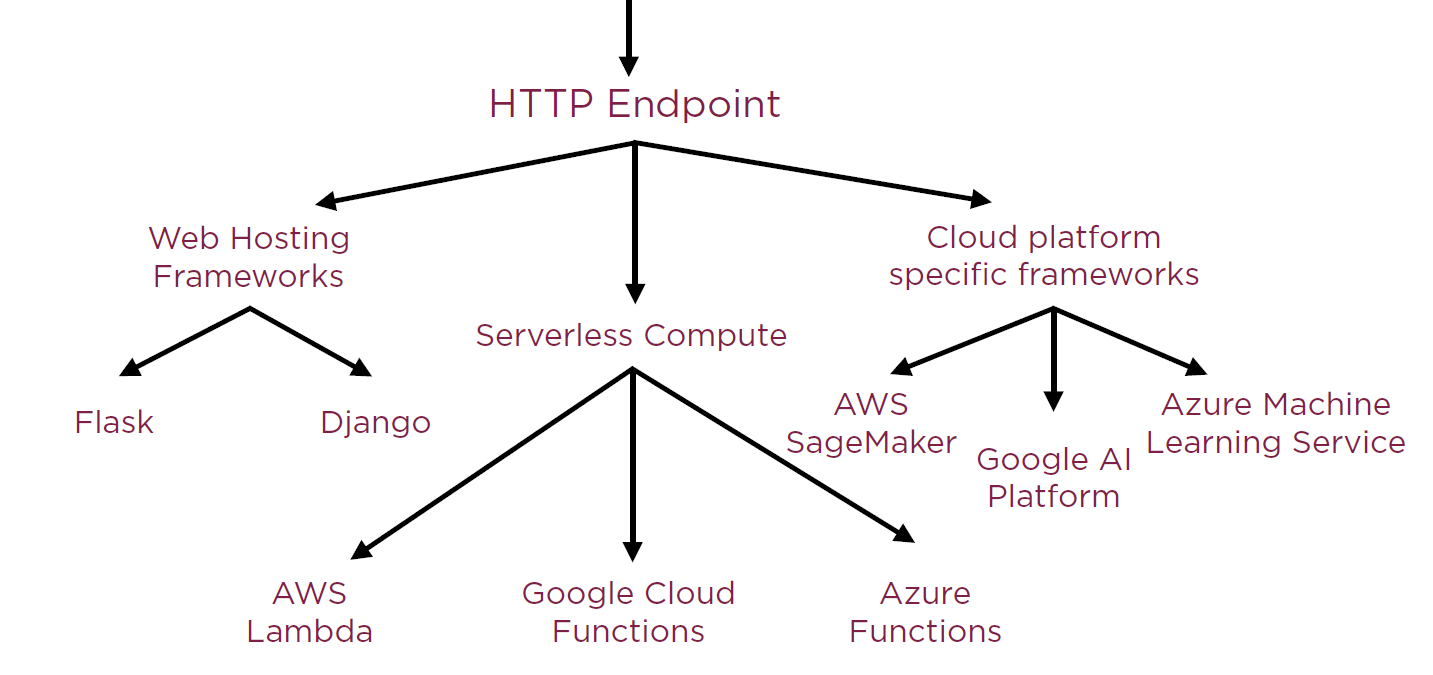 HTTP Endpoint
Web Hosting
Frameworks
Cloud platform
specific frameworks
Serverless Compute
Flask
Django
AWS
SageMaker
Google AI
Platform
Azure Machine
Learning Service
AWS
Lambda
Google Cloud
Functions
Azure
Functions